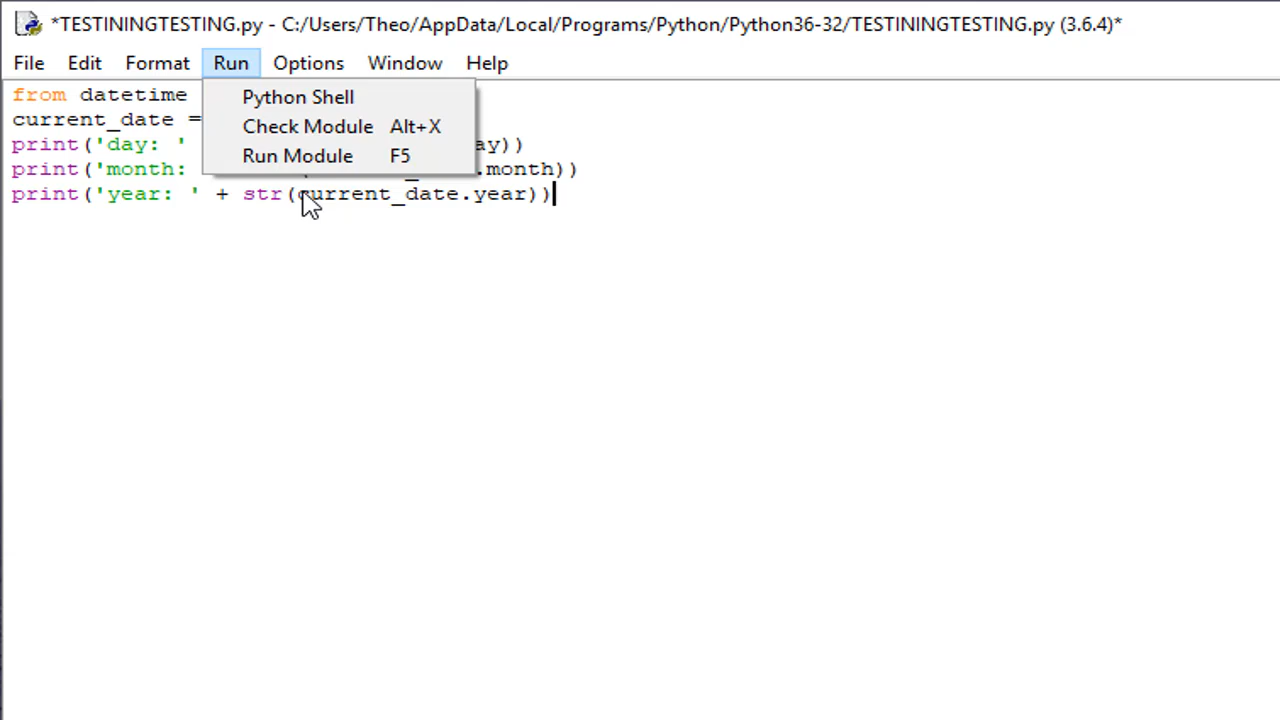 *TESTININGTESTING.py - C:/Users/Theo/AppData/Local/Programs/Python/Python36-32/TESTININGTESTING.py (3.6.4)*
File Edit Format Run Options Window Help
Python Shell
Check Module Alt+X
Run Module F5
from datetime
current_date =
print('day: ' ay))
print('month: .month))
print('year: ' + str(current_date.year))